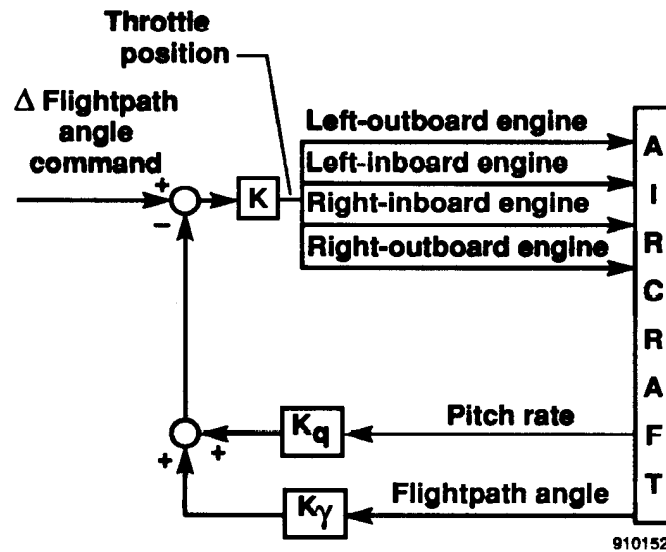 Throttle
position
Δ Flightpath
angle
command
+
−
K
Left-outboard engine
Left-inboard engine
Right-inboard engine
Right-outboard engine
A
I
R
C
R
A
F
T
Kq
Pitch rate
+
+
Kγ
Flightpath angle
910152